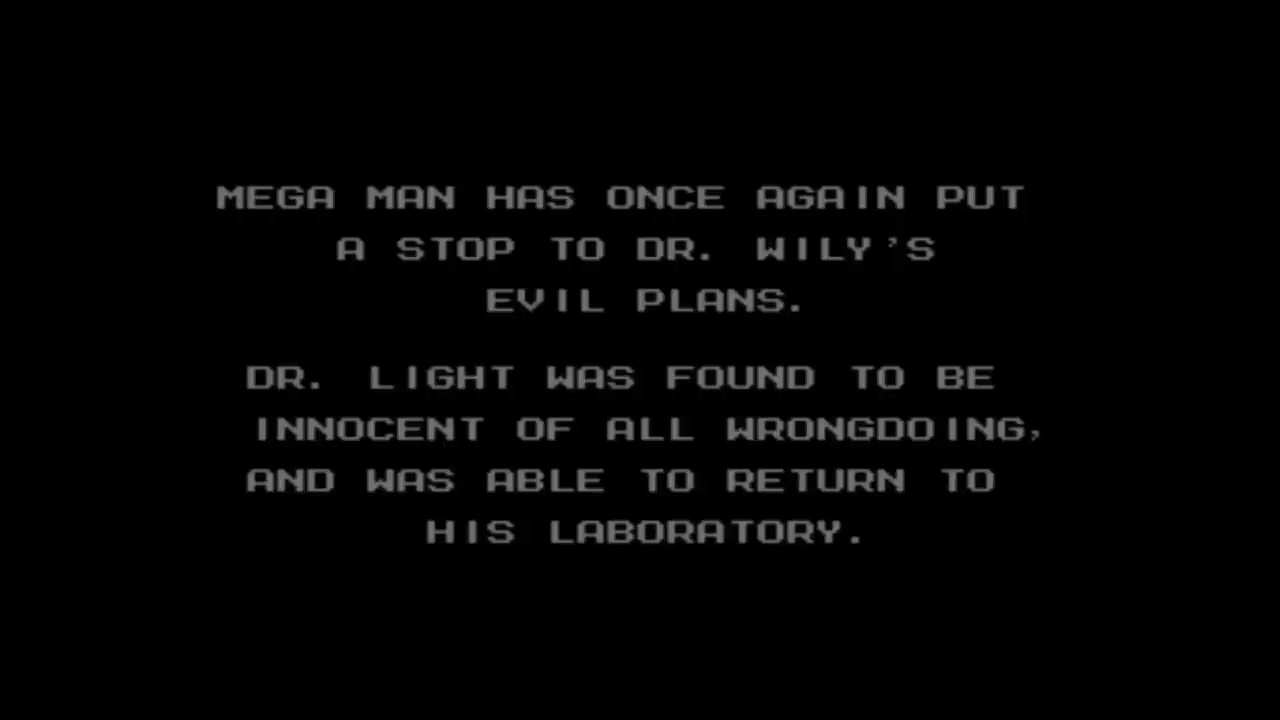 MEGA MAN HAS ONCE AGAIN PUT
A STOP TO DR. WILY'S
EVIL PLANS.
DR. LIGHT WAS FOUND TO BE
INNOCENT OF ALL WRONGDOING,
AND WAS ABLE TO RETURN TO
HIS LABORATORY.